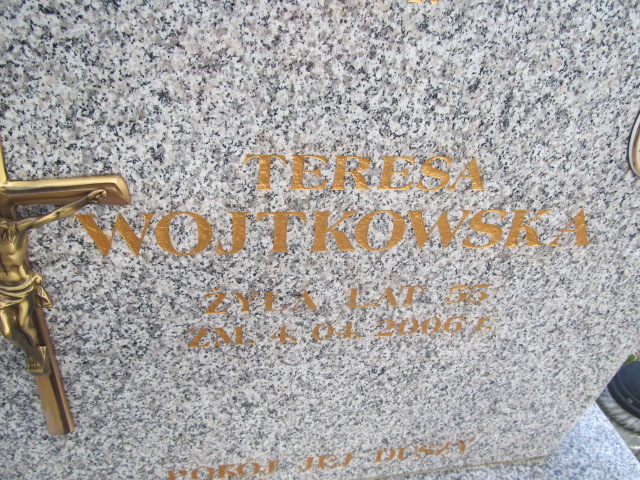 TERESA
WOJTKOWSKA
ŻYŁA LAT 55
ZM. 4. 04. 2006 r.
POKÓJ JEJ DUSZY